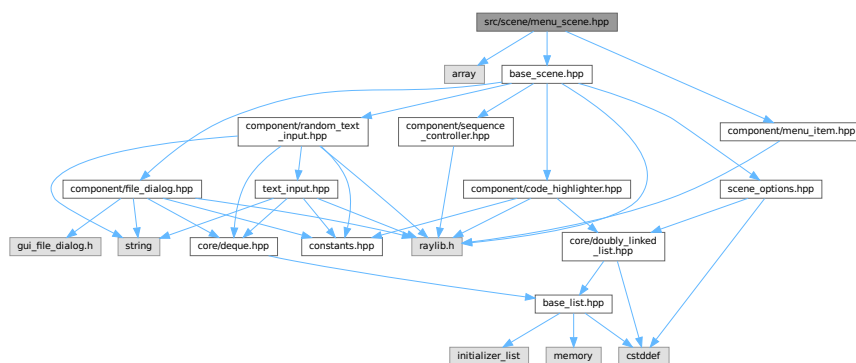 src/scene/menu_scene.hpp
array
base_scene.hpp
component/random_text
_input.hpp
component/sequence
_controller.hpp
component/menu_item.hpp
component/file_dialog.hpp
text_input.hpp
component/code_highlighter.hpp
scene_options.hpp
gui_file_dialog.h
string
core/deque.hpp
constants.hpp
raylib.h
core/doubly_linked
_list.hpp
base_list.hpp
initializer_list
memory
cstddef